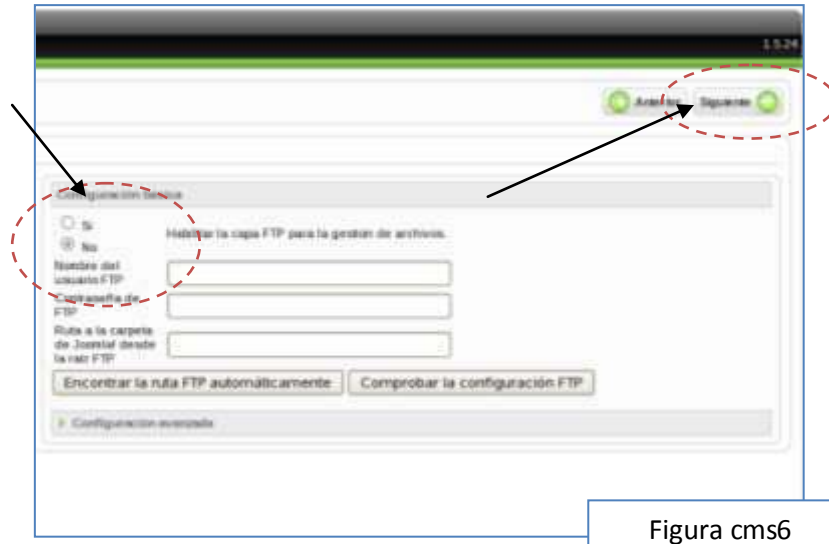 1.5.24
Anterior Siguiente
Configuración básica
Si
No
Habilitar la capa FTP para la gestión de archivos.
Nombre del
usuario FTP
Contraseña de
FTP
Ruta a la carpeta
de Joomla! desde
la raíz FTP
Encontrar la ruta FTP automáticamente Comprobar la configuración FTP
Configuración avanzada
Figura cms6